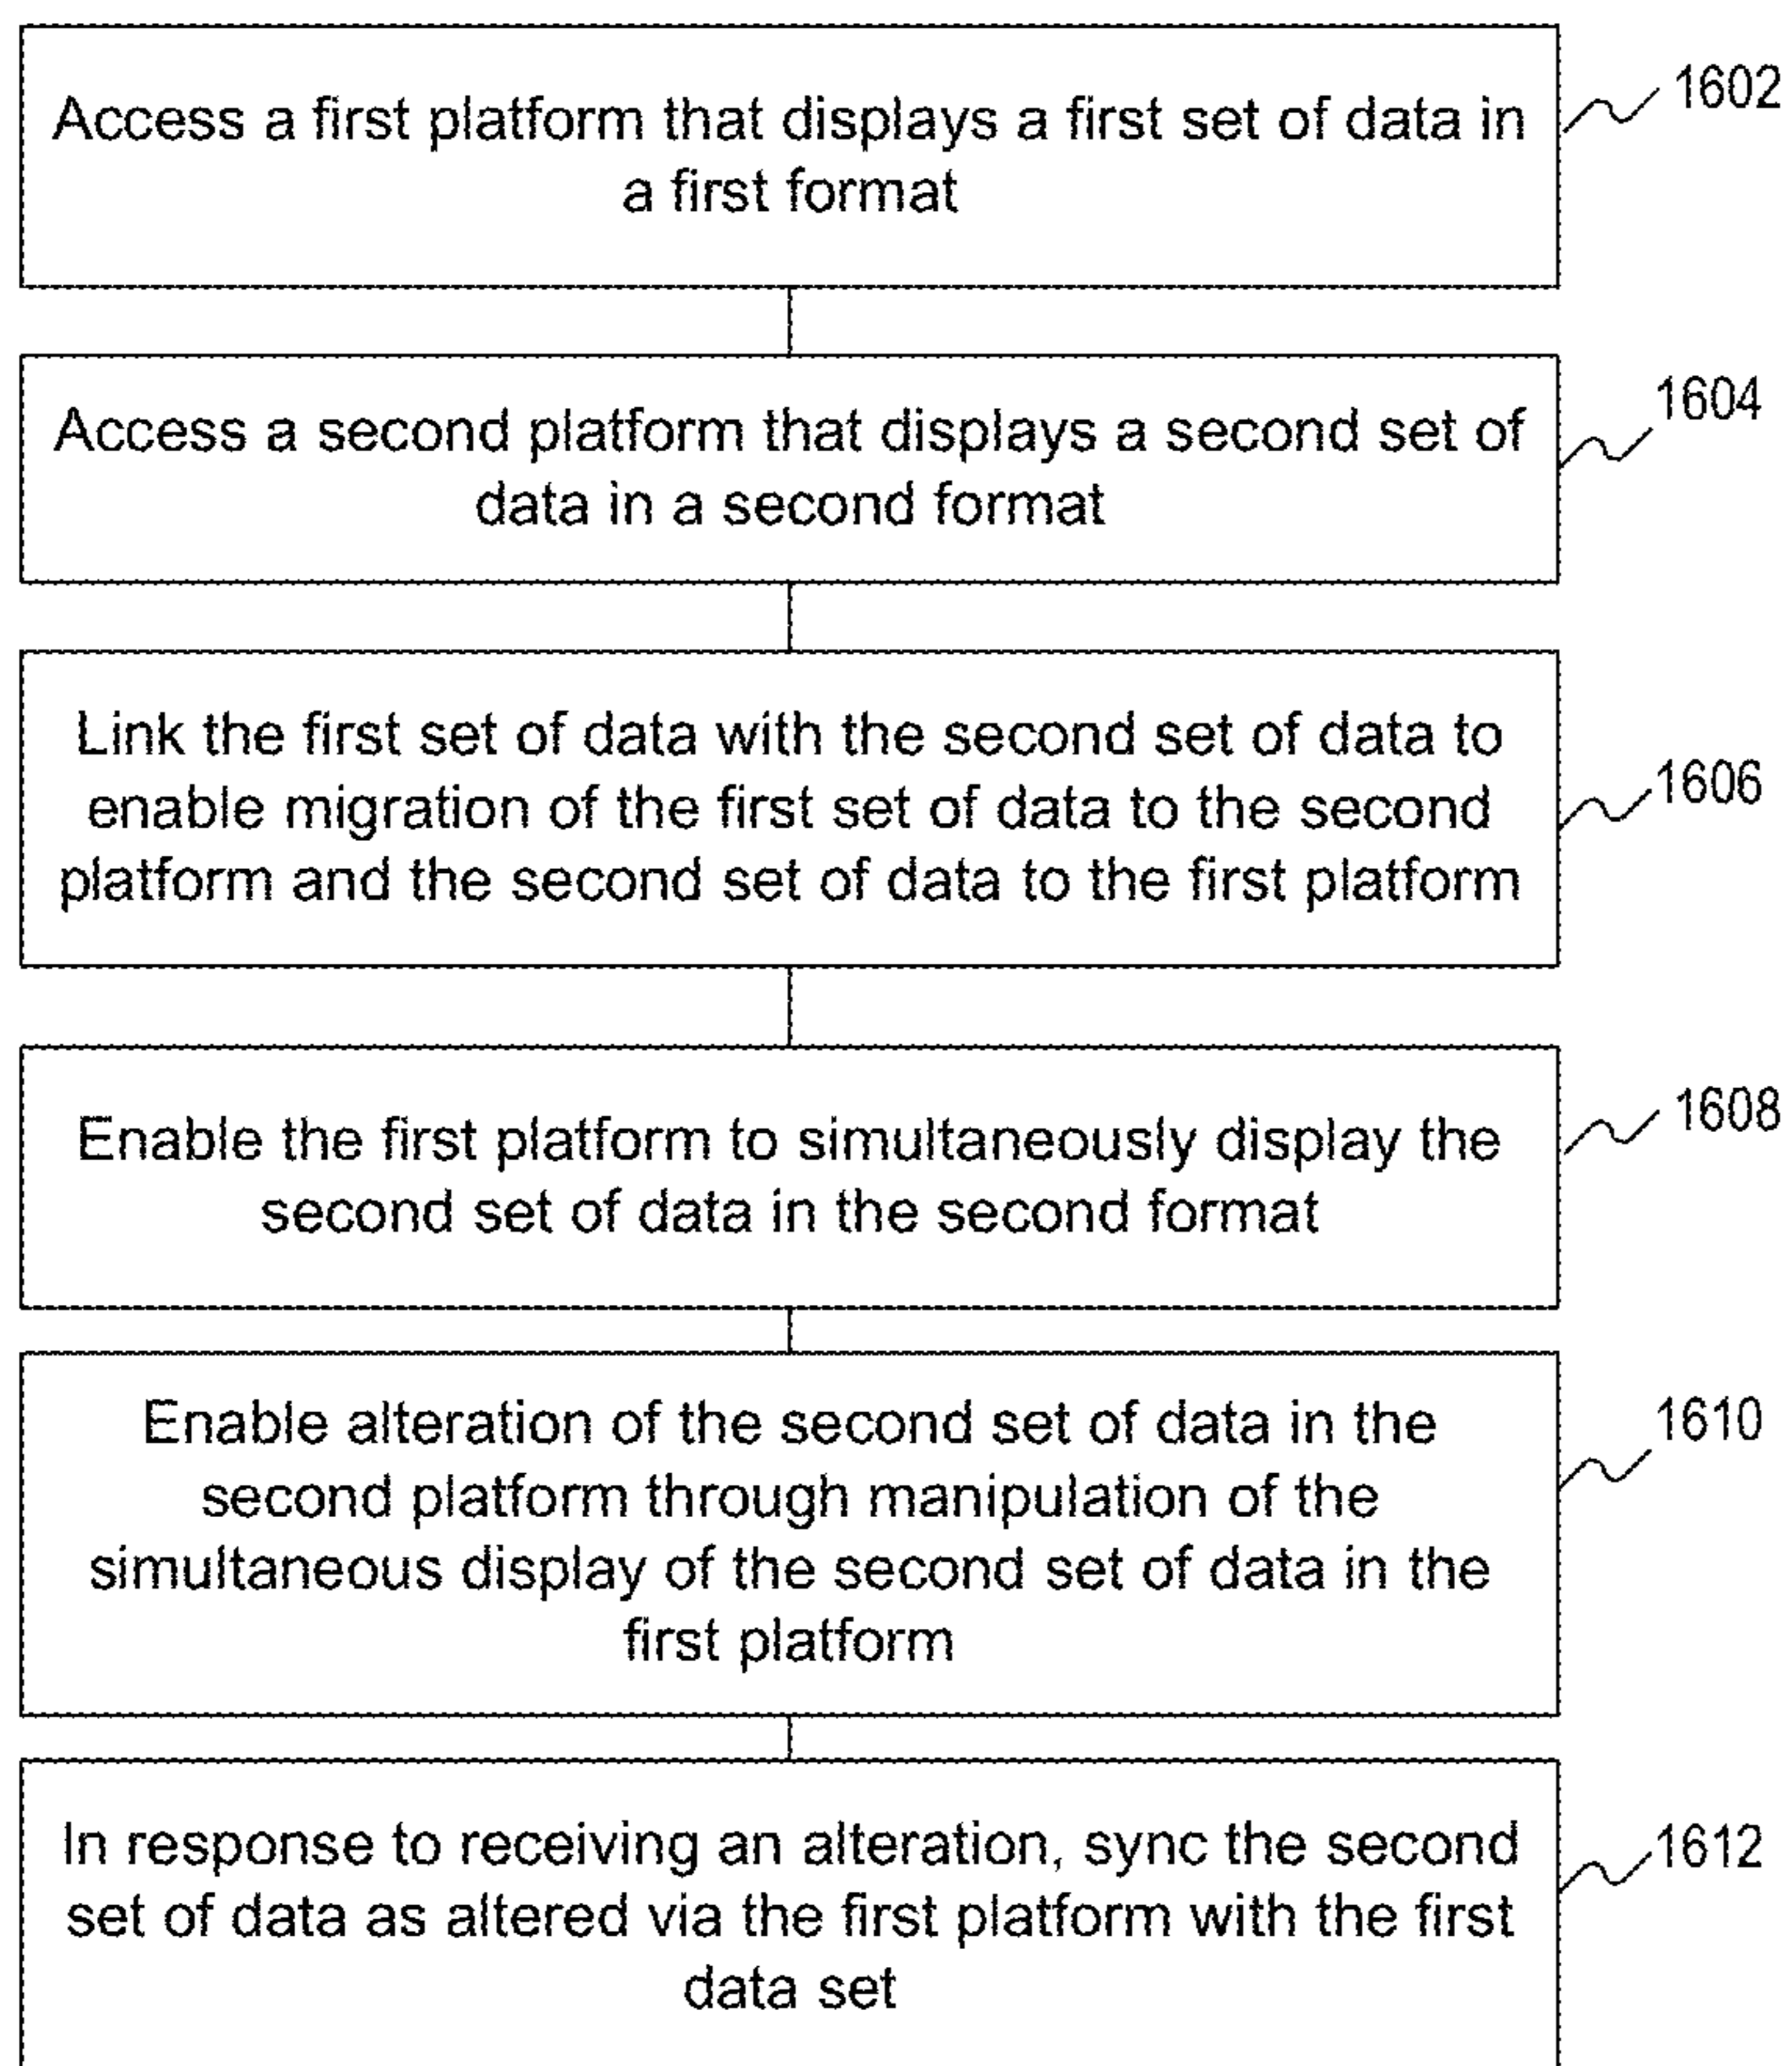 Access a first platform that displays a first set of data in
a first format
1602
Access a second platform that displays a second set of
data in a second format
1604
Link the first set of data with the second set of data to
enable migration of the first set of data to the second
platform and the second set of data to the first platform
1606
Enable the first platform to simultaneously display the
second set of data in the second format
1608
Enable alteration of the second set of data in the
second platform through manipulation of the
simultaneous display of the second set of data in the
first platform
1610
In response to receiving an alteration, sync the second
set of data as altered via the first platform with the first
data set
1612